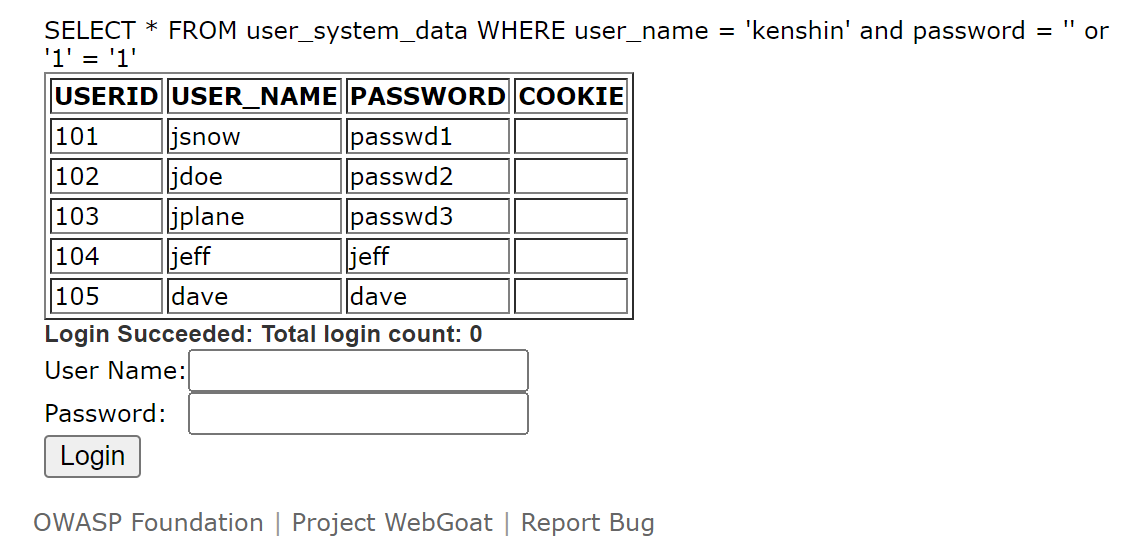 SELECT * FROM user_system_data WHERE user_name = 'kenshin' and password = '' or
'1' = '1'
USERID USER_NAME PASSWORD COOKIE
101 jsnow passwd1
102 jdoe passwd2
103 jplane passwd3
104 jeff jeff
105 dave dave
Login Succeeded: Total login count: 0
User Name:
Password:
Login
OWASP Foundation | Project WebGoat | Report Bug